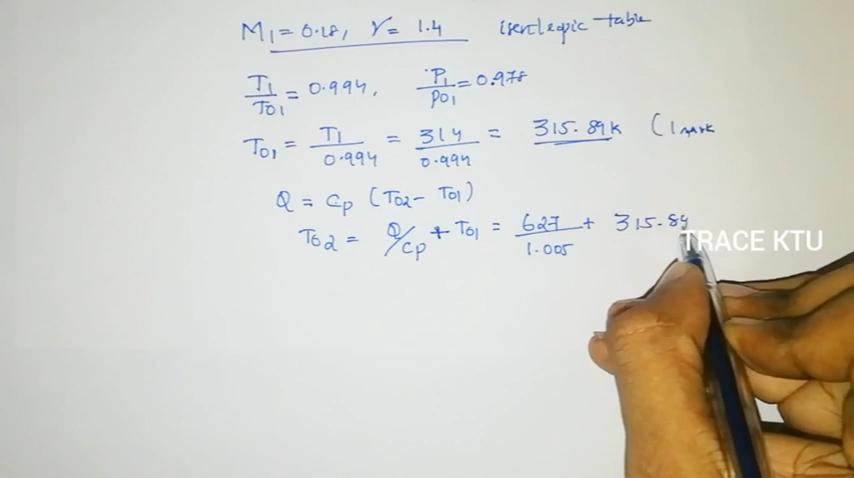 M1 = 0.18, γ = 1.4 isentropic table
T1/T01 = 0.994, P1/P01 = 0.978
T01 = T1/0.994 = 314/0.994 = 315.89K (1 mark
Q = Cp (T02 - T01)
T02 = Q/Cp + T01 = 627/1.005 + 315.89
TRACE KTU